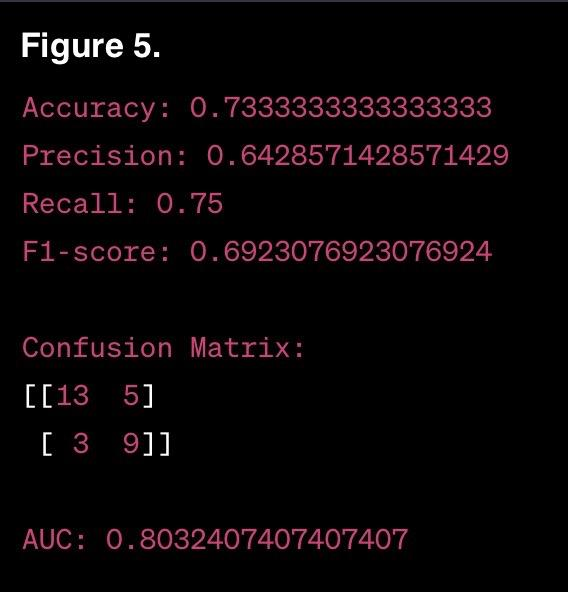 Figure 5.
Accuracy: 0.7333333333333333
Precision: 0.6428571428571429
Recall: 0.75
F1-score: 0.6923076923076924
Confusion Matrix:
[[13  5]
 [ 3  9]]
AUC: 0.8032407407407407